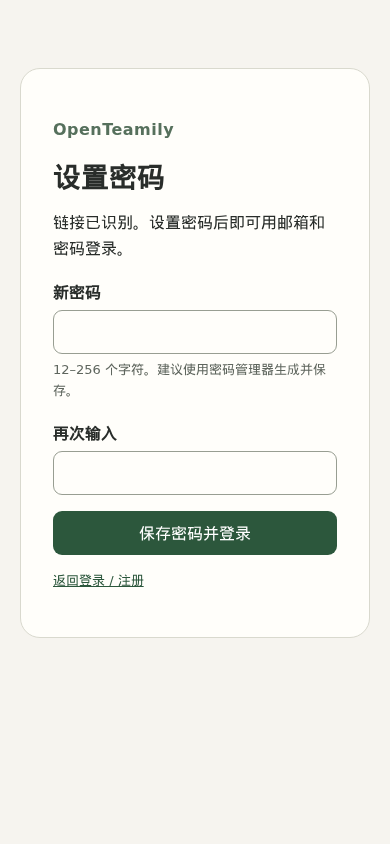 OpenTeamily
设置密码
链接已识别。设置密码后即可用邮箱和
密码登录。
新密码
12–256 个字符。建议使用密码管理器生成并保
存。
再次输入
保存密码并登录
返回登录 / 注册